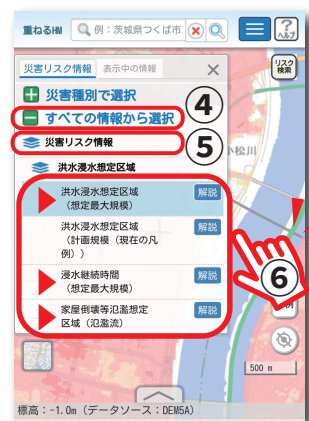 重ねるHM
例：茨城県つくば市
?
ヘルプ
災害リスク情報 表示中の情報 ×
リスク
検索
災害種別で選択
④
すべての情報から選択
災害リスク情報
⑤
小松川
洪水浸水想定区域
洪水浸水想定区域
（想定最大規模）
解説
洪水浸水想定区域
（計画規模（現在の凡
例））
解説
浸水継続時間
（想定最大規模）
解説
⑥
家屋倒壊等氾濫想定
区域（氾濫流）
解説
例
500 m
標高：-1.0m（データソース：DEM5A）